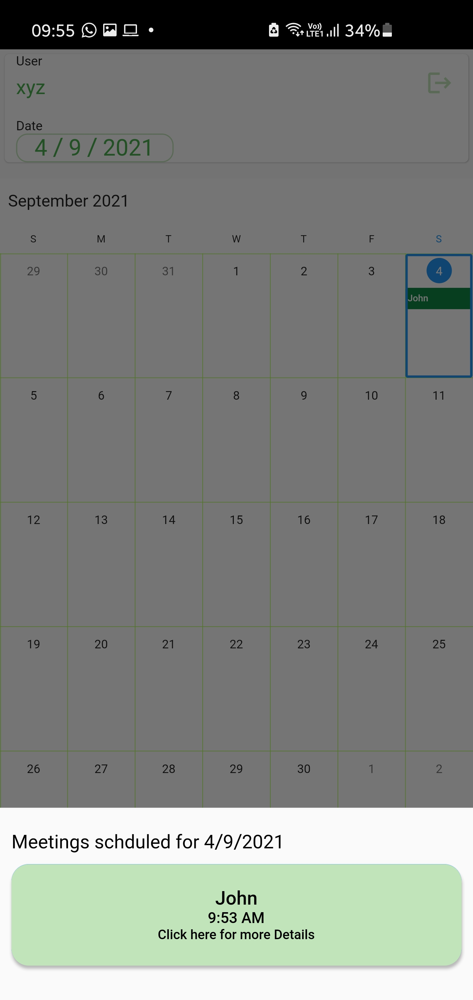 09:55 Vo)) LTE1 34%
User
xyz
Date
4 / 9 / 2021
September 2021
S M T W T F S
29 30 31 1 2 3 4
John
5 6 7 8 9 10 11
12 13 14 15 16 17 18
19 20 21 22 23 24 25
26 27 28 29 30 1 2
Meetings schduled for 4/9/2021
John
9:53 AM
Click here for more Details